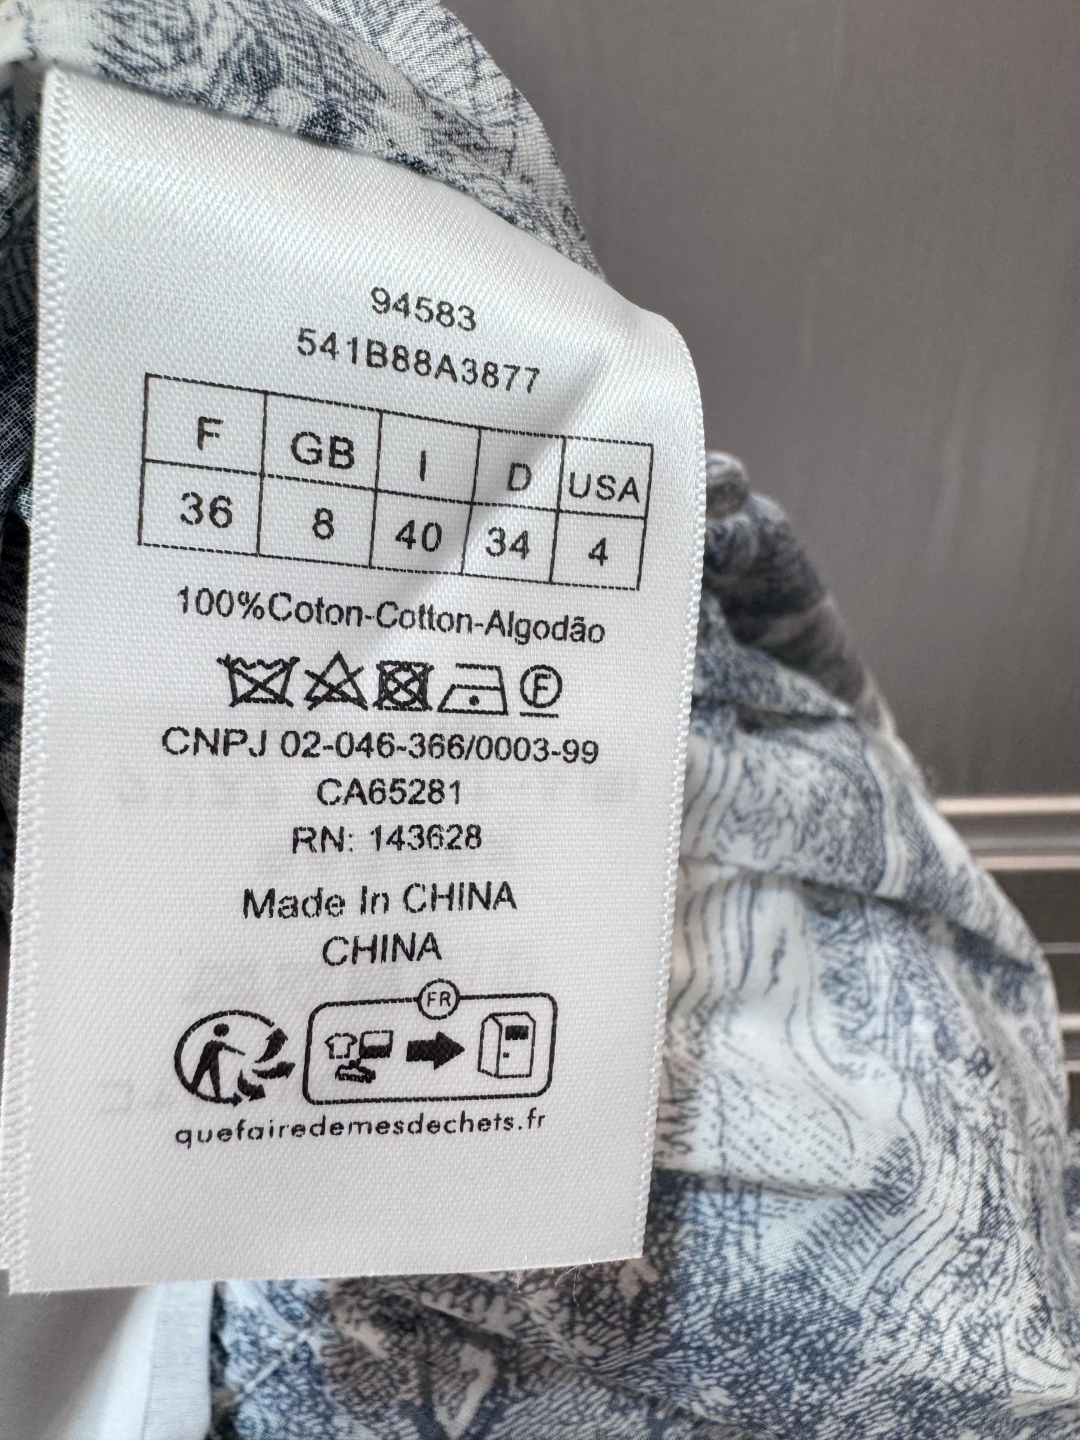 94583
541B88A3877
F GB I D USA
36 8 40 34 4
100%Coton-Cotton-Algodão
F
CNPJ 02-046-366/0003-99
CA65281
RN: 143628
Made In CHINA
CHINA
FR
quefairedemesdechets.fr